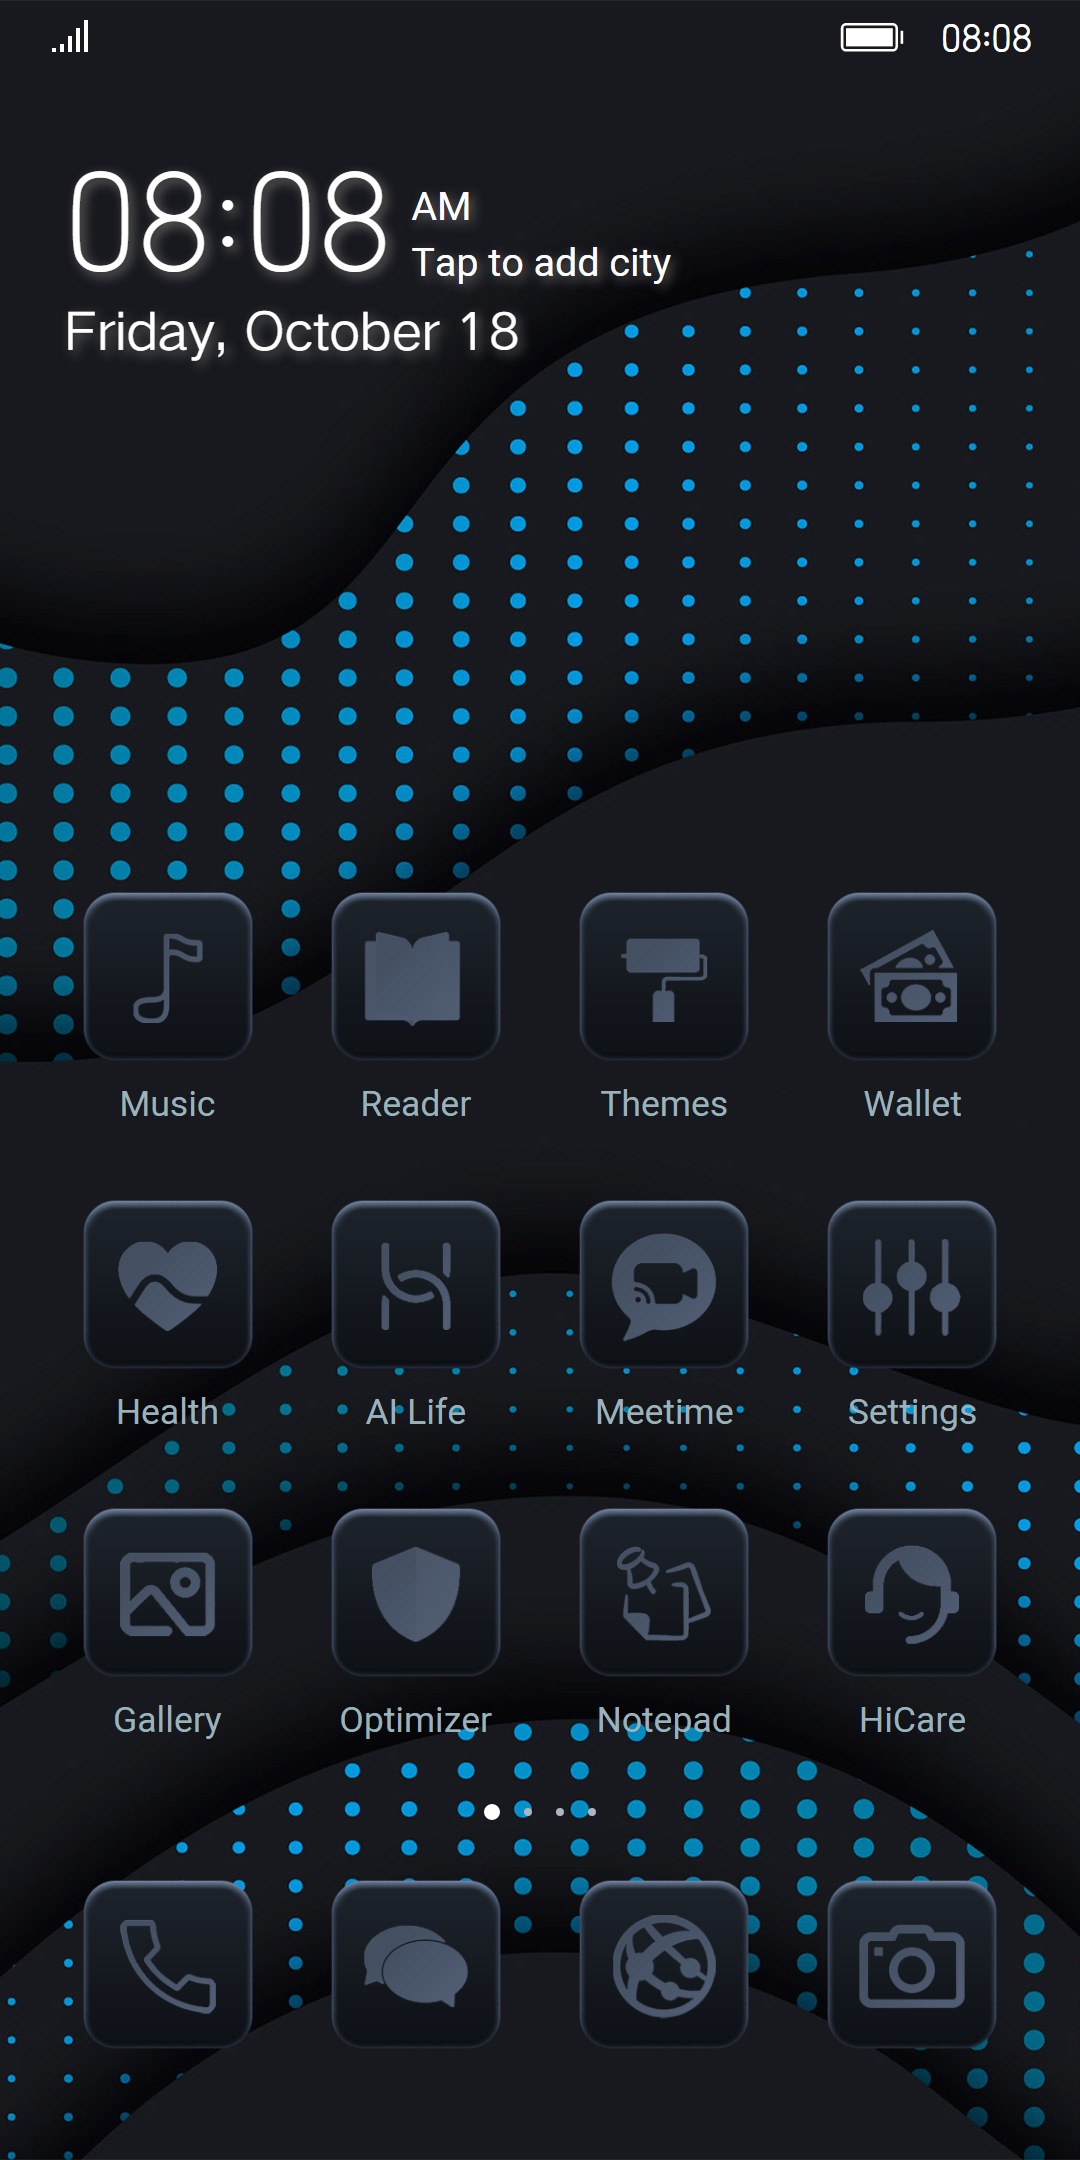 08:08
08:08 AM
Tap to add city
Friday, October 18
Music Reader Themes Wallet
Health AI Life Meetime Settings
Gallery Optimizer Notepad HiCare